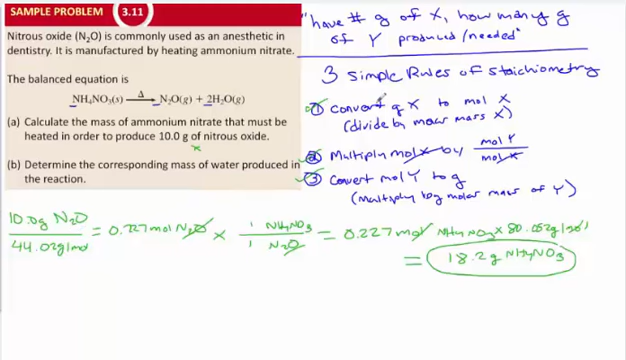 SAMPLE PROBLEM 3.11
Nitrous oxide (N₂O) is commonly used as an anesthetic in
dentistry. It is manufactured by heating ammonium nitrate.
The balanced equation is
NH₄NO₃(s) —Δ→ N₂O(g) + 2H₂O(g)
(a) Calculate the mass of ammonium nitrate that must be
heated in order to produce 10.0 g of nitrous oxide.
x
(b) Determine the corresponding mass of water produced in
the reaction.
"have # g of X, how many g
of Y produced/needed"
3 Simple Rules of stoichiometry
① Convert g X to mol X
(divide by molar mass X)
② Multiply mol X by mol Y / mol X
③ Convert mol Y to g
(multiply by molar mass of Y)
10.0g N₂O / 44.02g/mol = 0.227 mol N₂O × 1 NH₄NO₃ / 1 N₂O = 0.227 mol NH₄NO₃ × 80.052g/mol
= 18.2g NH₄NO₃